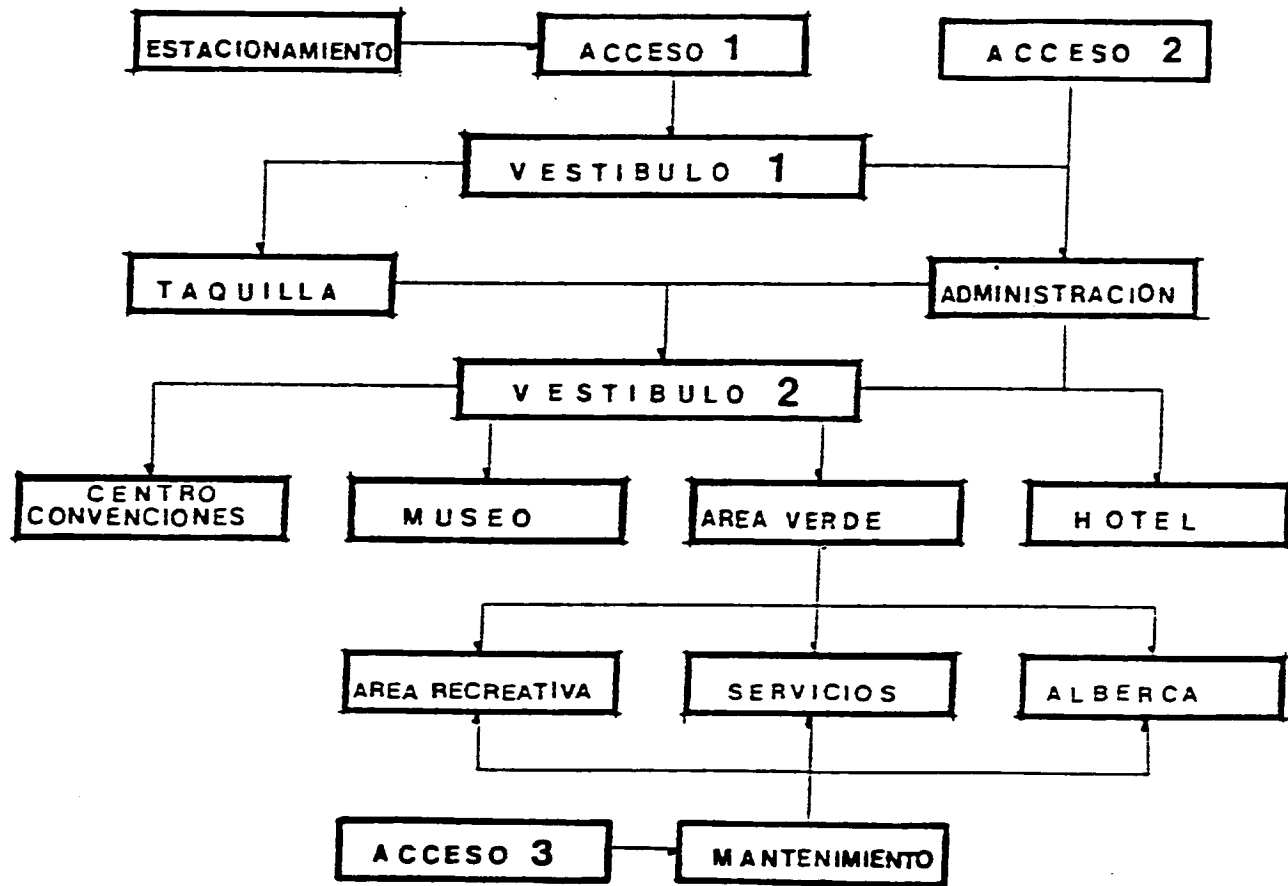 ESTACIONAMIENTO
ACCESO 1
ACCESO 2
VESTIBULO 1
TAQUILLA
ADMINISTRACION
VESTIBULO 2
CENTRO
CONVENCIONES
MUSEO
AREA VERDE
HOTEL
AREA RECREATIVA
SERVICIOS
ALBERCA
ACCESO 3
MANTENIMIENTO